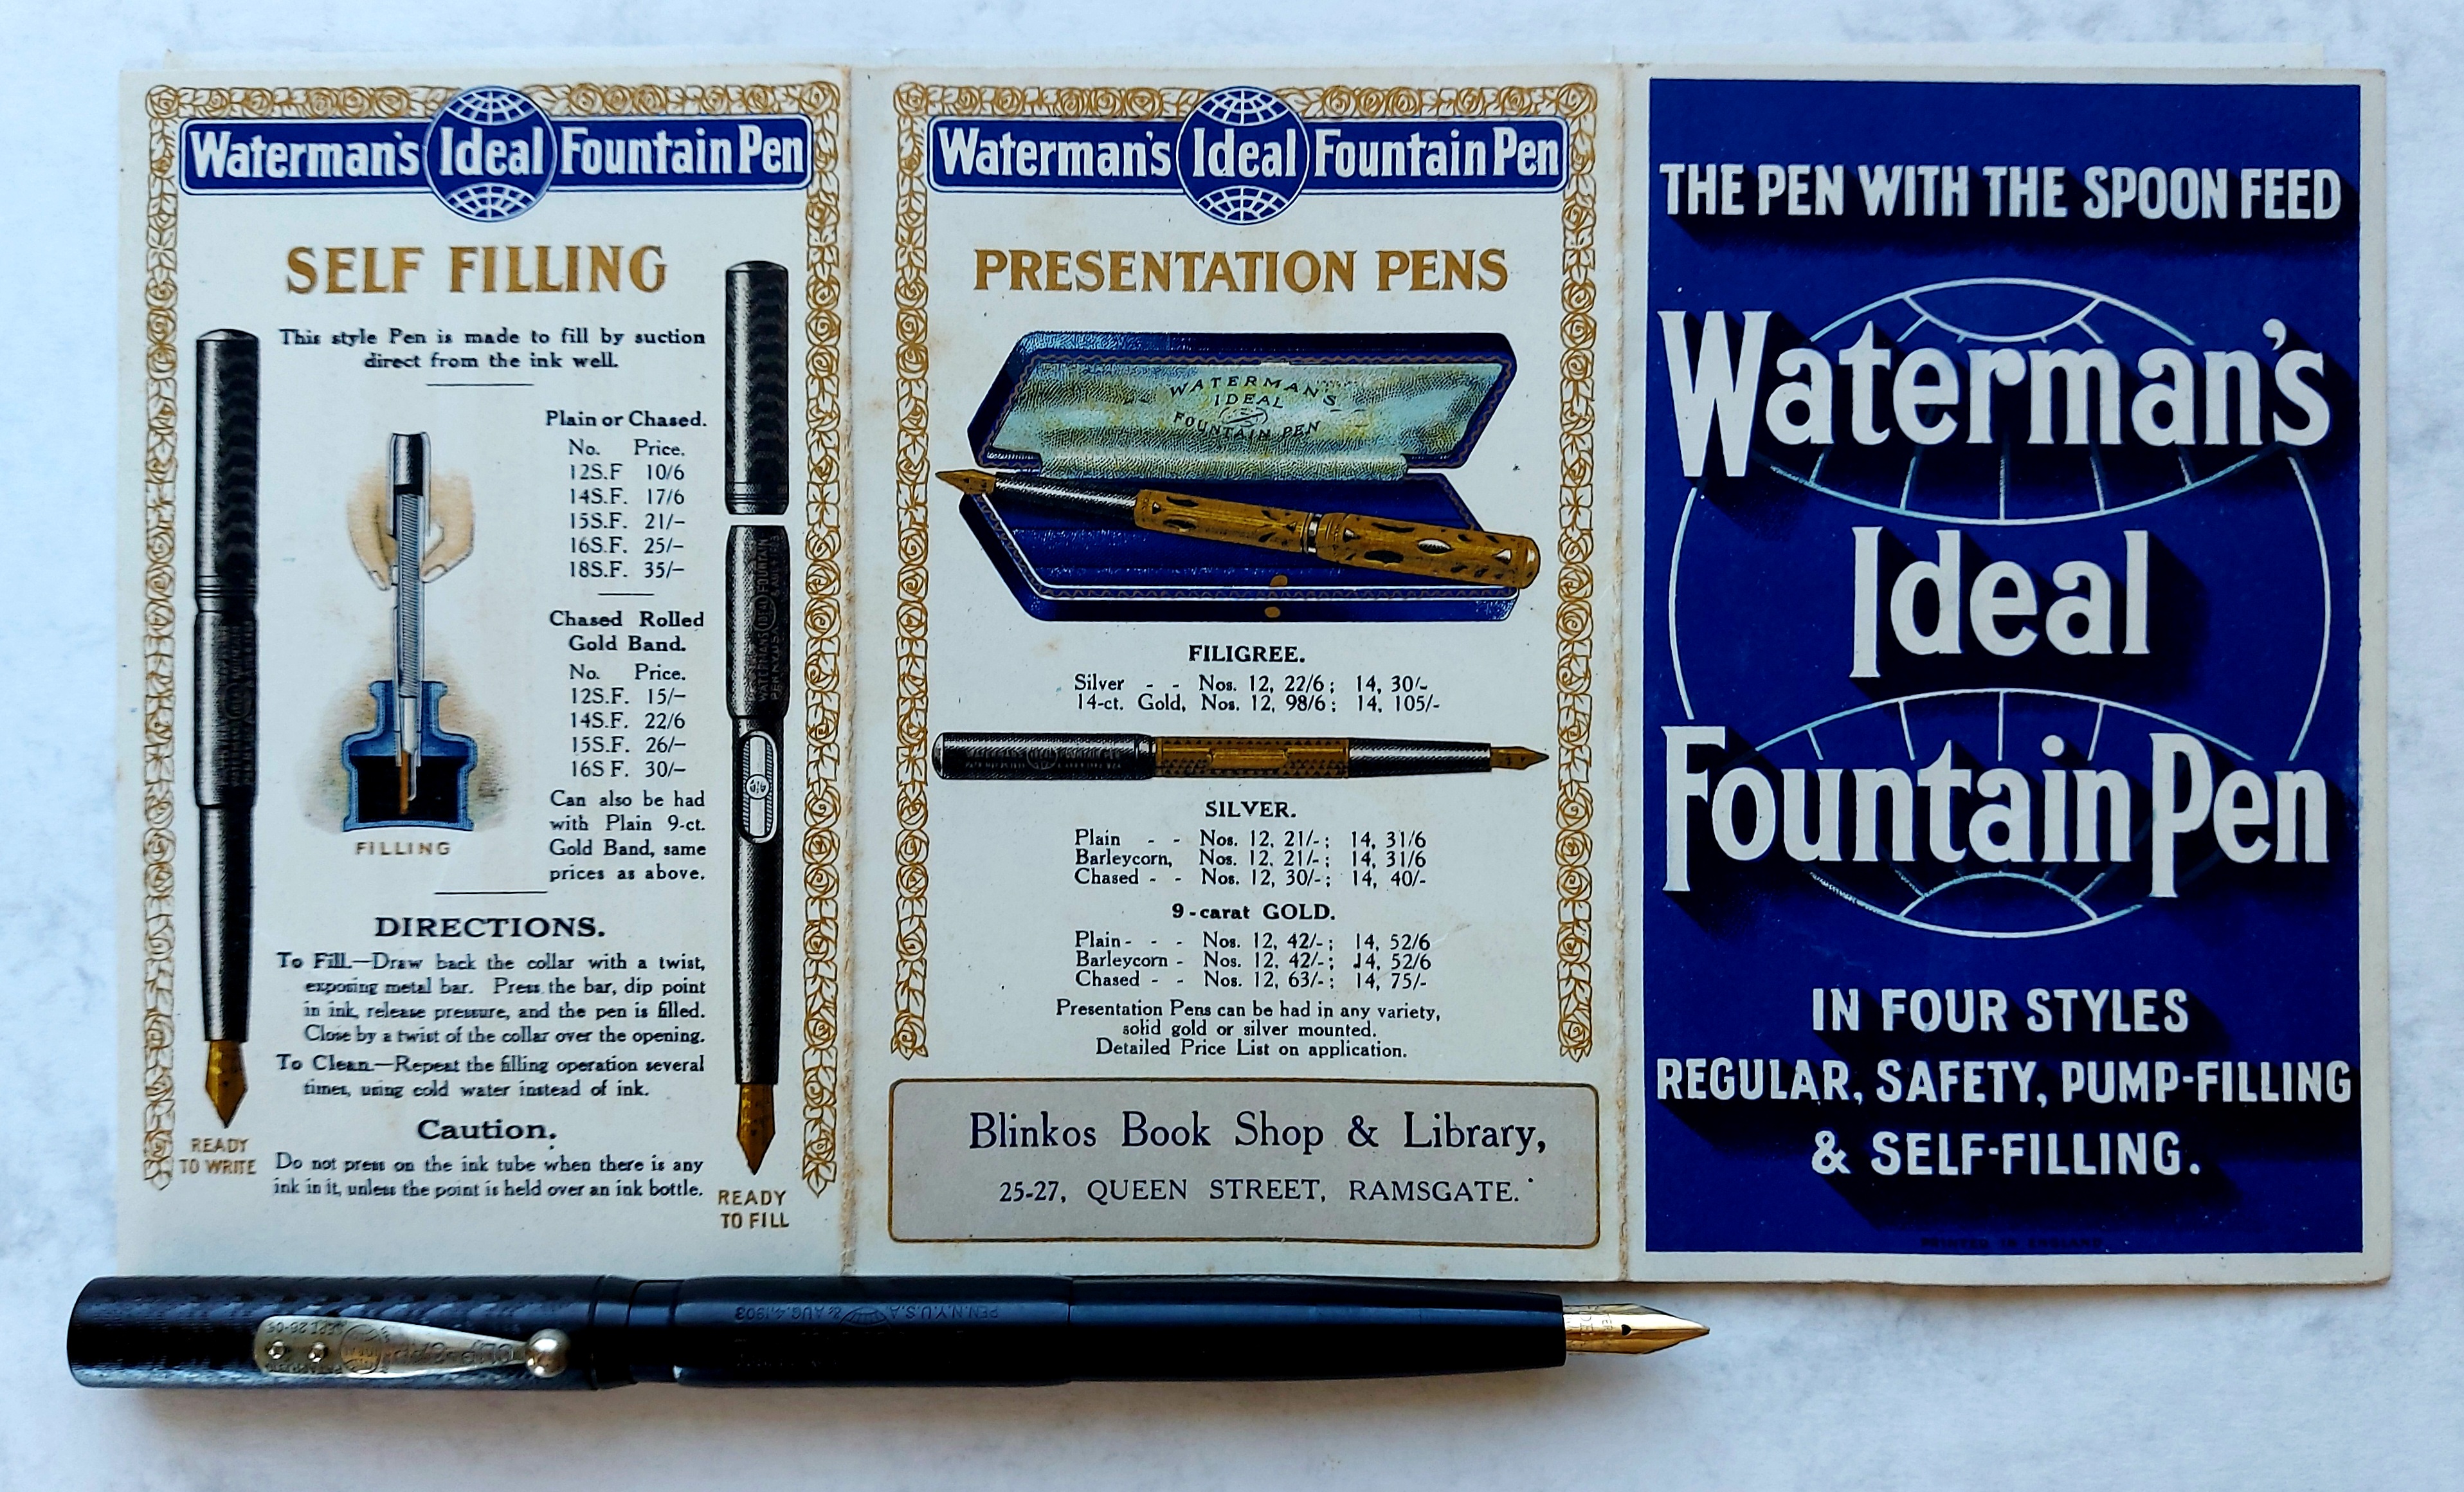 Waterman's Ideal Fountain Pen
SELF FILLING
This style Pen is made to fill by suction
direct from the ink well.
Plain or Chased.
No. Price.
12S.F 10/6
14S.F. 17/6
15S.F. 21/-
16S.F. 25/-
18S.F. 35/-
Chased Rolled
Gold Band.
No. Price.
12S.F. 15/-
14S.F. 22/6
15S.F. 26/-
16S F. 30/-
Can also be had
with Plain 9-ct.
Gold Band, same
prices as above.
FILLING
DIRECTIONS.
To Fill.—Draw back the collar with a twist,
exposing metal bar. Press the bar, dip point
in ink, release pressure, and the pen is filled.
Close by a twist of the collar over the opening.
To Clean.—Repeat the filling operation several
times, using cold water instead of ink.
Caution.
Do not press on the ink tube when there is any
ink in it, unless the point is held over an ink bottle.
READY
TO WRITE
READY
TO FILL
Waterman's Ideal Fountain Pen
PRESENTATION PENS
WATERMAN'S
IDEAL
FOUNTAIN PEN
FILIGREE.
Silver - - Nos. 12, 22/6; 14, 30/-
14-ct. Gold, Nos. 12, 98/6; 14, 105/-
SILVER.
Plain - - Nos. 12, 21/-; 14, 31/6
Barleycorn, Nos. 12, 21/-; 14, 31/6
Chased - - Nos. 12, 30/-; 14, 40/-
9-carat GOLD.
Plain - - - Nos. 12, 42/-; 14, 52/6
Barleycorn - Nos. 12, 42/-; 14, 52/6
Chased - - Nos. 12, 63/-; 14, 75/-
Presentation Pens can be had in any variety,
solid gold or silver mounted.
Detailed Price List on application.
Blinkos Book Shop & Library,
25-27, QUEEN STREET, RAMSGATE.
THE PEN WITH THE SPOON FEED
Waterman's
Ideal
Fountain Pen
IN FOUR STYLES
REGULAR, SAFETY, PUMP-FILLING
& SELF-FILLING.
PRINTED IN ENGLAND
PEN.N.Y.U.S.A. & AUG.4,1903
CLIP-CAP
IDEAL
SEPT.26-05